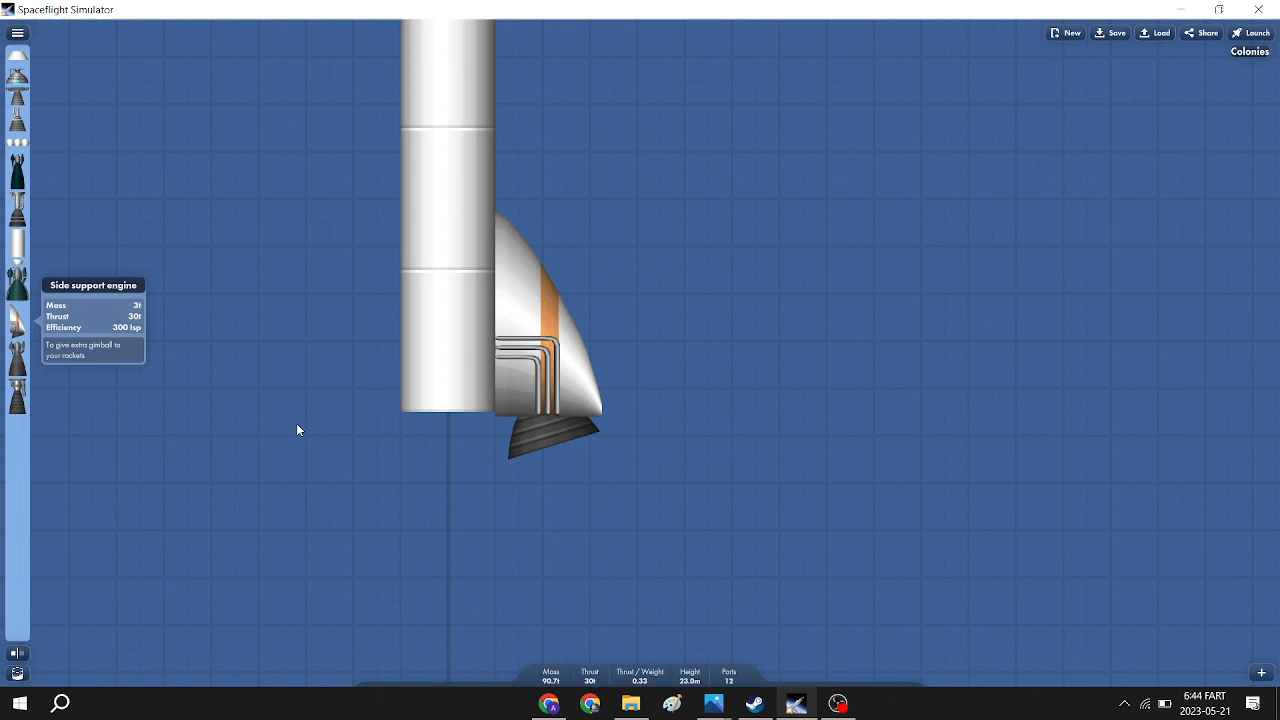 Spaceflight Simulator
New
Save
Load
Share
Launch
Colonies
Side support engine
Mass 3t
Thrust 30t
Efficiency 300 Isp
To give extra gimball to
your rockets
Mass Thrust Thrust / Weight Height Parts
90.7t 30t 0.33 23.0m 12
6:44 FART
2023-05-21